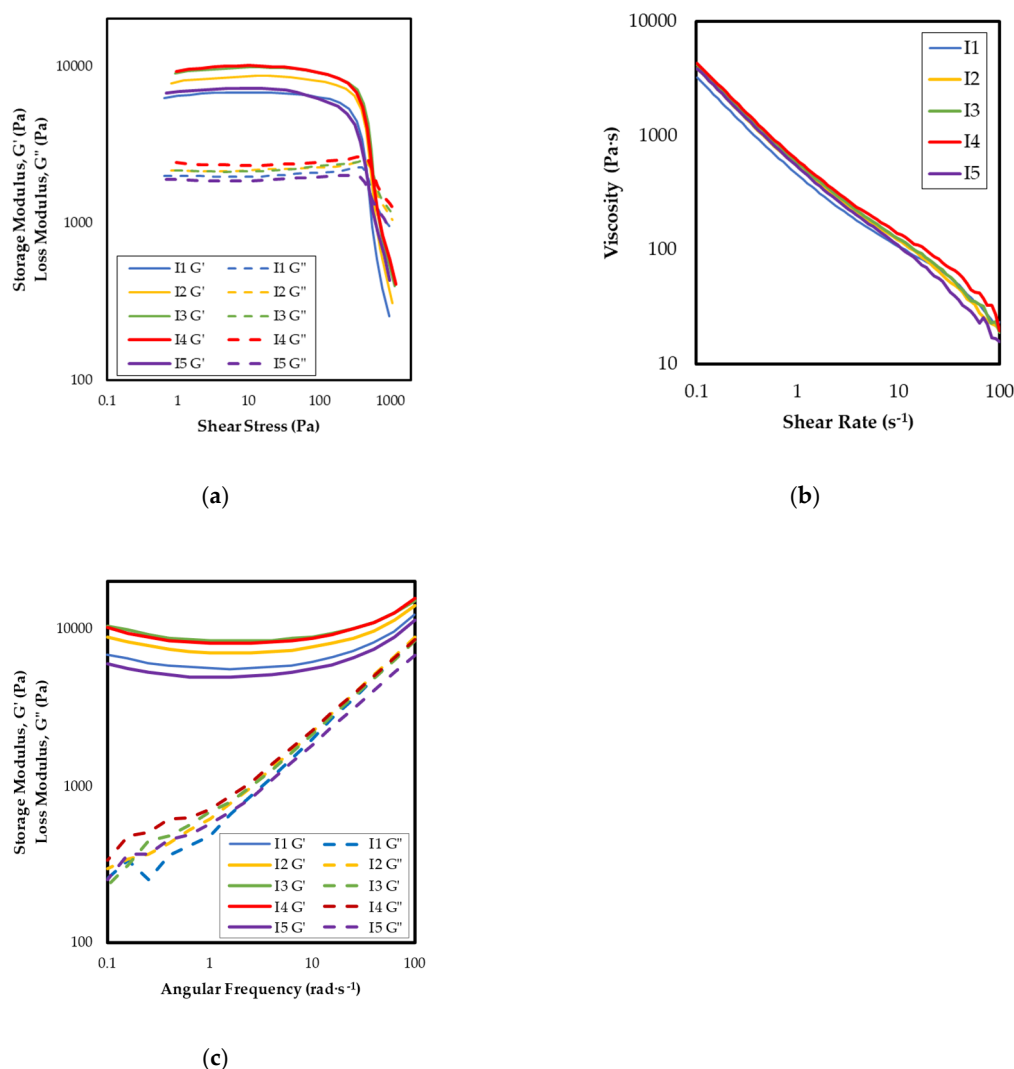 Storage Modulus, G' (Pa)
Loss Modulus, G" (Pa)
10000
1000
100
0.1 1 10 100 1000
Shear Stress (Pa)
I1 G' I1 G"
I2 G' I2 G"
I3 G' I3 G"
I4 G' I4 G"
I5 G' I5 G"
(a)
Viscosity (Pa·s)
10000
1000
100
10
0.1 1 10 100
Shear Rate (s-1)
I1
I2
I3
I4
I5
(b)
Storage Modulus, G' (Pa)
Loss Modulus, G" (Pa)
10000
1000
100
0.1 1 10 100
Angular Frequency (rad·s-1)
I1 G' I1 G"
I2 G' I2 G"
I3 G' I3 G'
I4 G' I4 G"
I5 G' I5 G"
(c)